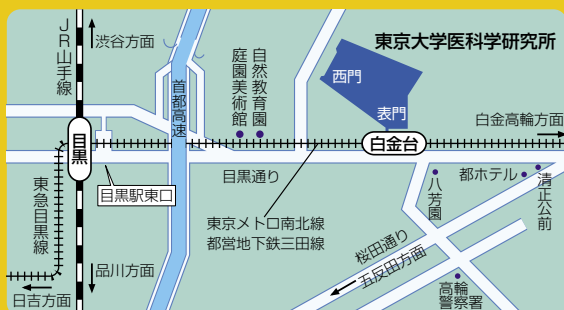 JR山手線
渋谷方面
首都高速
庭園美術館
自然教育園
東京大学医科学研究所
西門
表門
白金高輪方面
目黒
白金台
目黒駅東口
目黒通り
東急目黒線
東京メトロ南北線
都営地下鉄三田線
八芳園
都ホテル
清正公前
桜田通り
五反田方面
品川方面
日吉方面
高輪
警察署